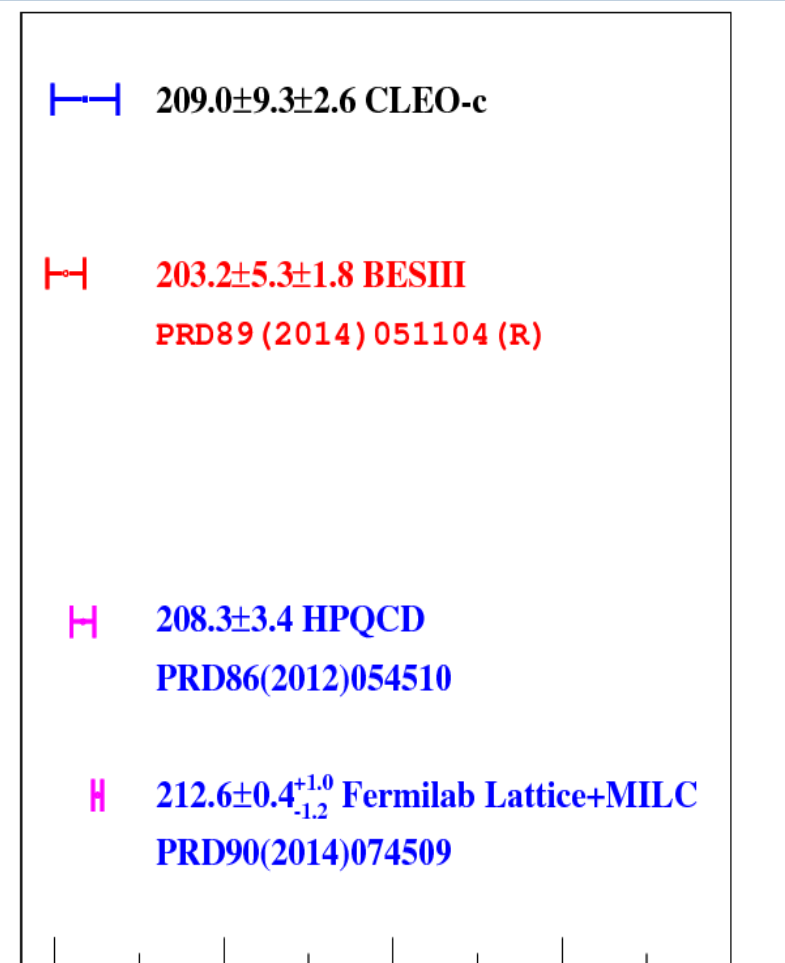 209.0±9.3±2.6 CLEO-c
203.2±5.3±1.8 BESIII
PRD89(2014)051104(R)
208.3±3.4 HPQCD
PRD86(2012)054510
212.6±0.4+1.0-1.2 Fermilab Lattice+MILC
PRD90(2014)074509